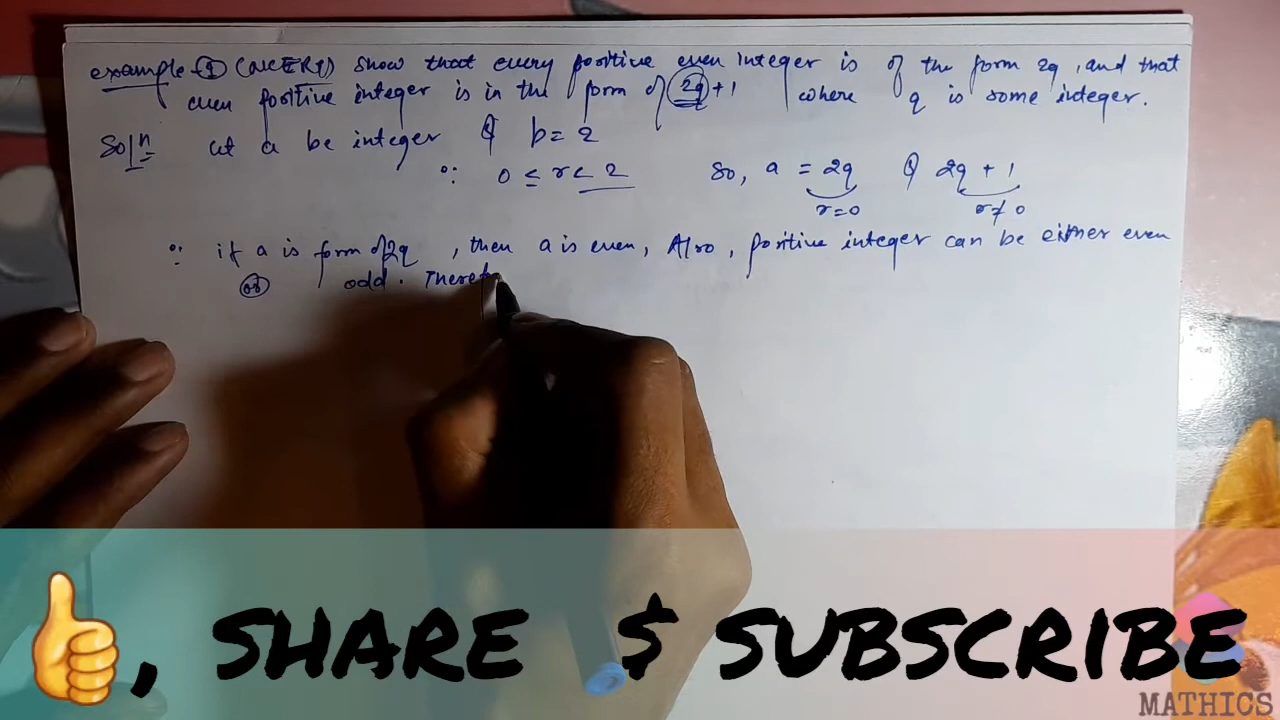 example - 1 (NCERT) show that every positive even integer is of the form 2q, and that
even positive integer is in the form of 2q + 1 where q is some integer.
Sol^n let a be integer & b = 2
∵ 0 ≤ r < 2 So, a = 2q & 2q + 1
r = 0 r ≠ 0
∵ if a is form of 2q , then a is even, Also, positive integer can be either even
or odd. Theref
, SHARE $ SUBSCRIBE
MATHICS